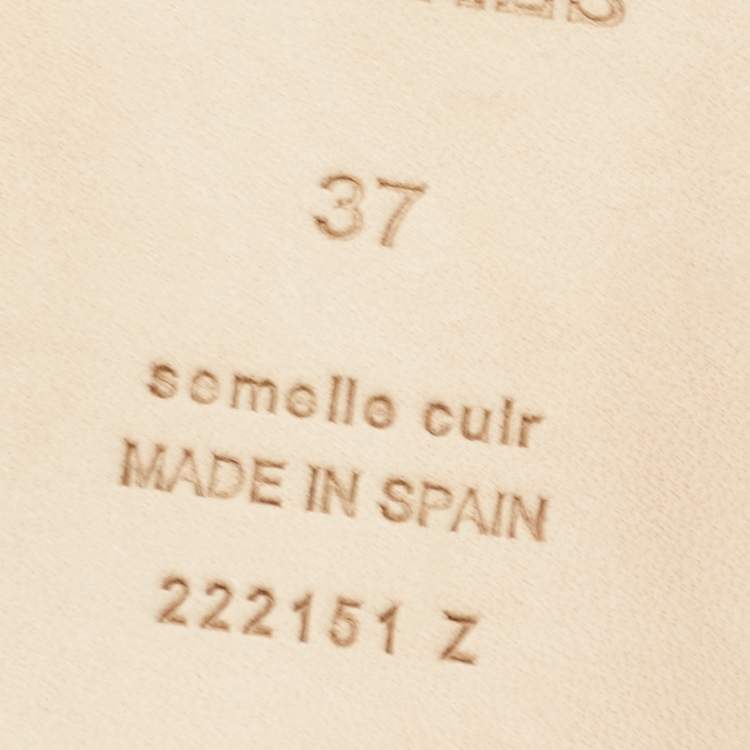 37
semelle cuir
MADE IN SPAIN
222151 Z